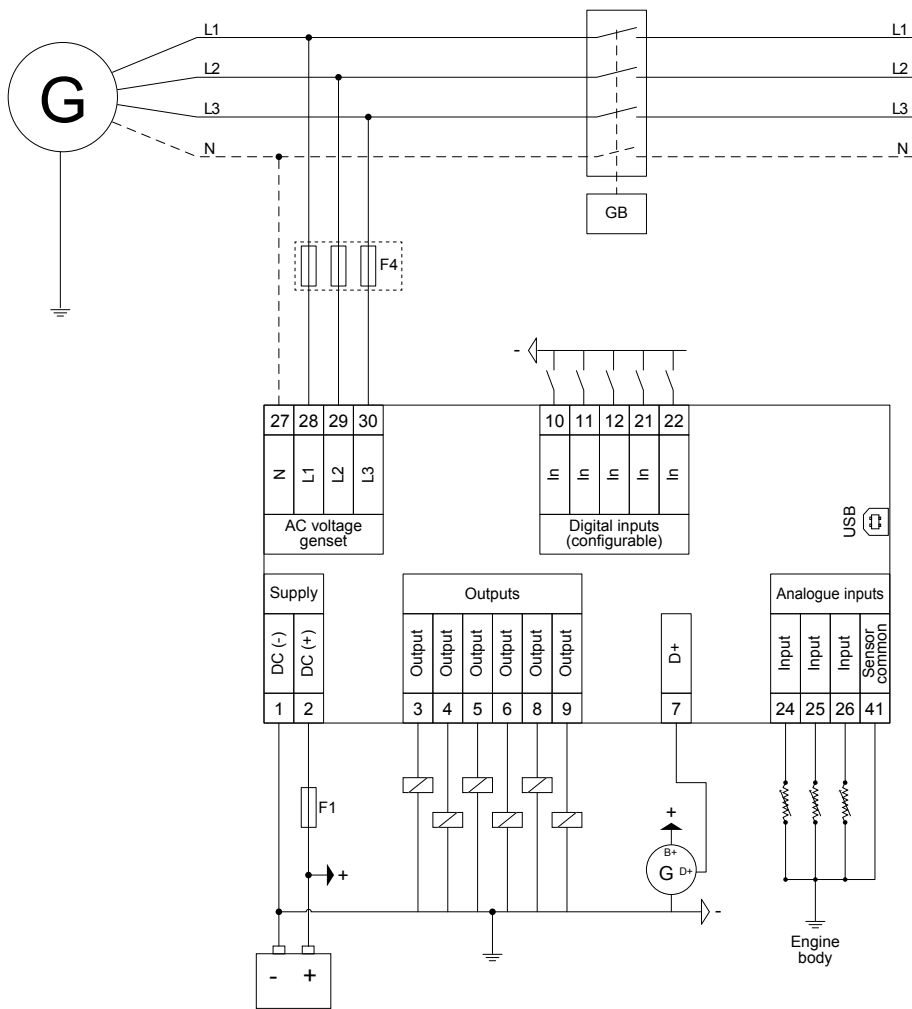 L1 L1
L2 L2
G
L3 L3
N N
GB
F4
-
27 28 29 30 10 11 12 21 22
N L1 L2 L3 In In In In In
AC voltage
genset
Digital inputs
(configurable)
USB
Supply Outputs Analogue inputs
DC (-) DC (+) Output Output Output Output Output Output D+ Input Input Input Sensor
common
1 2 3 4 5 6 8 9 7 24 25 26 41
F1
+
B+
G D+
+
-
- +
Engine
body